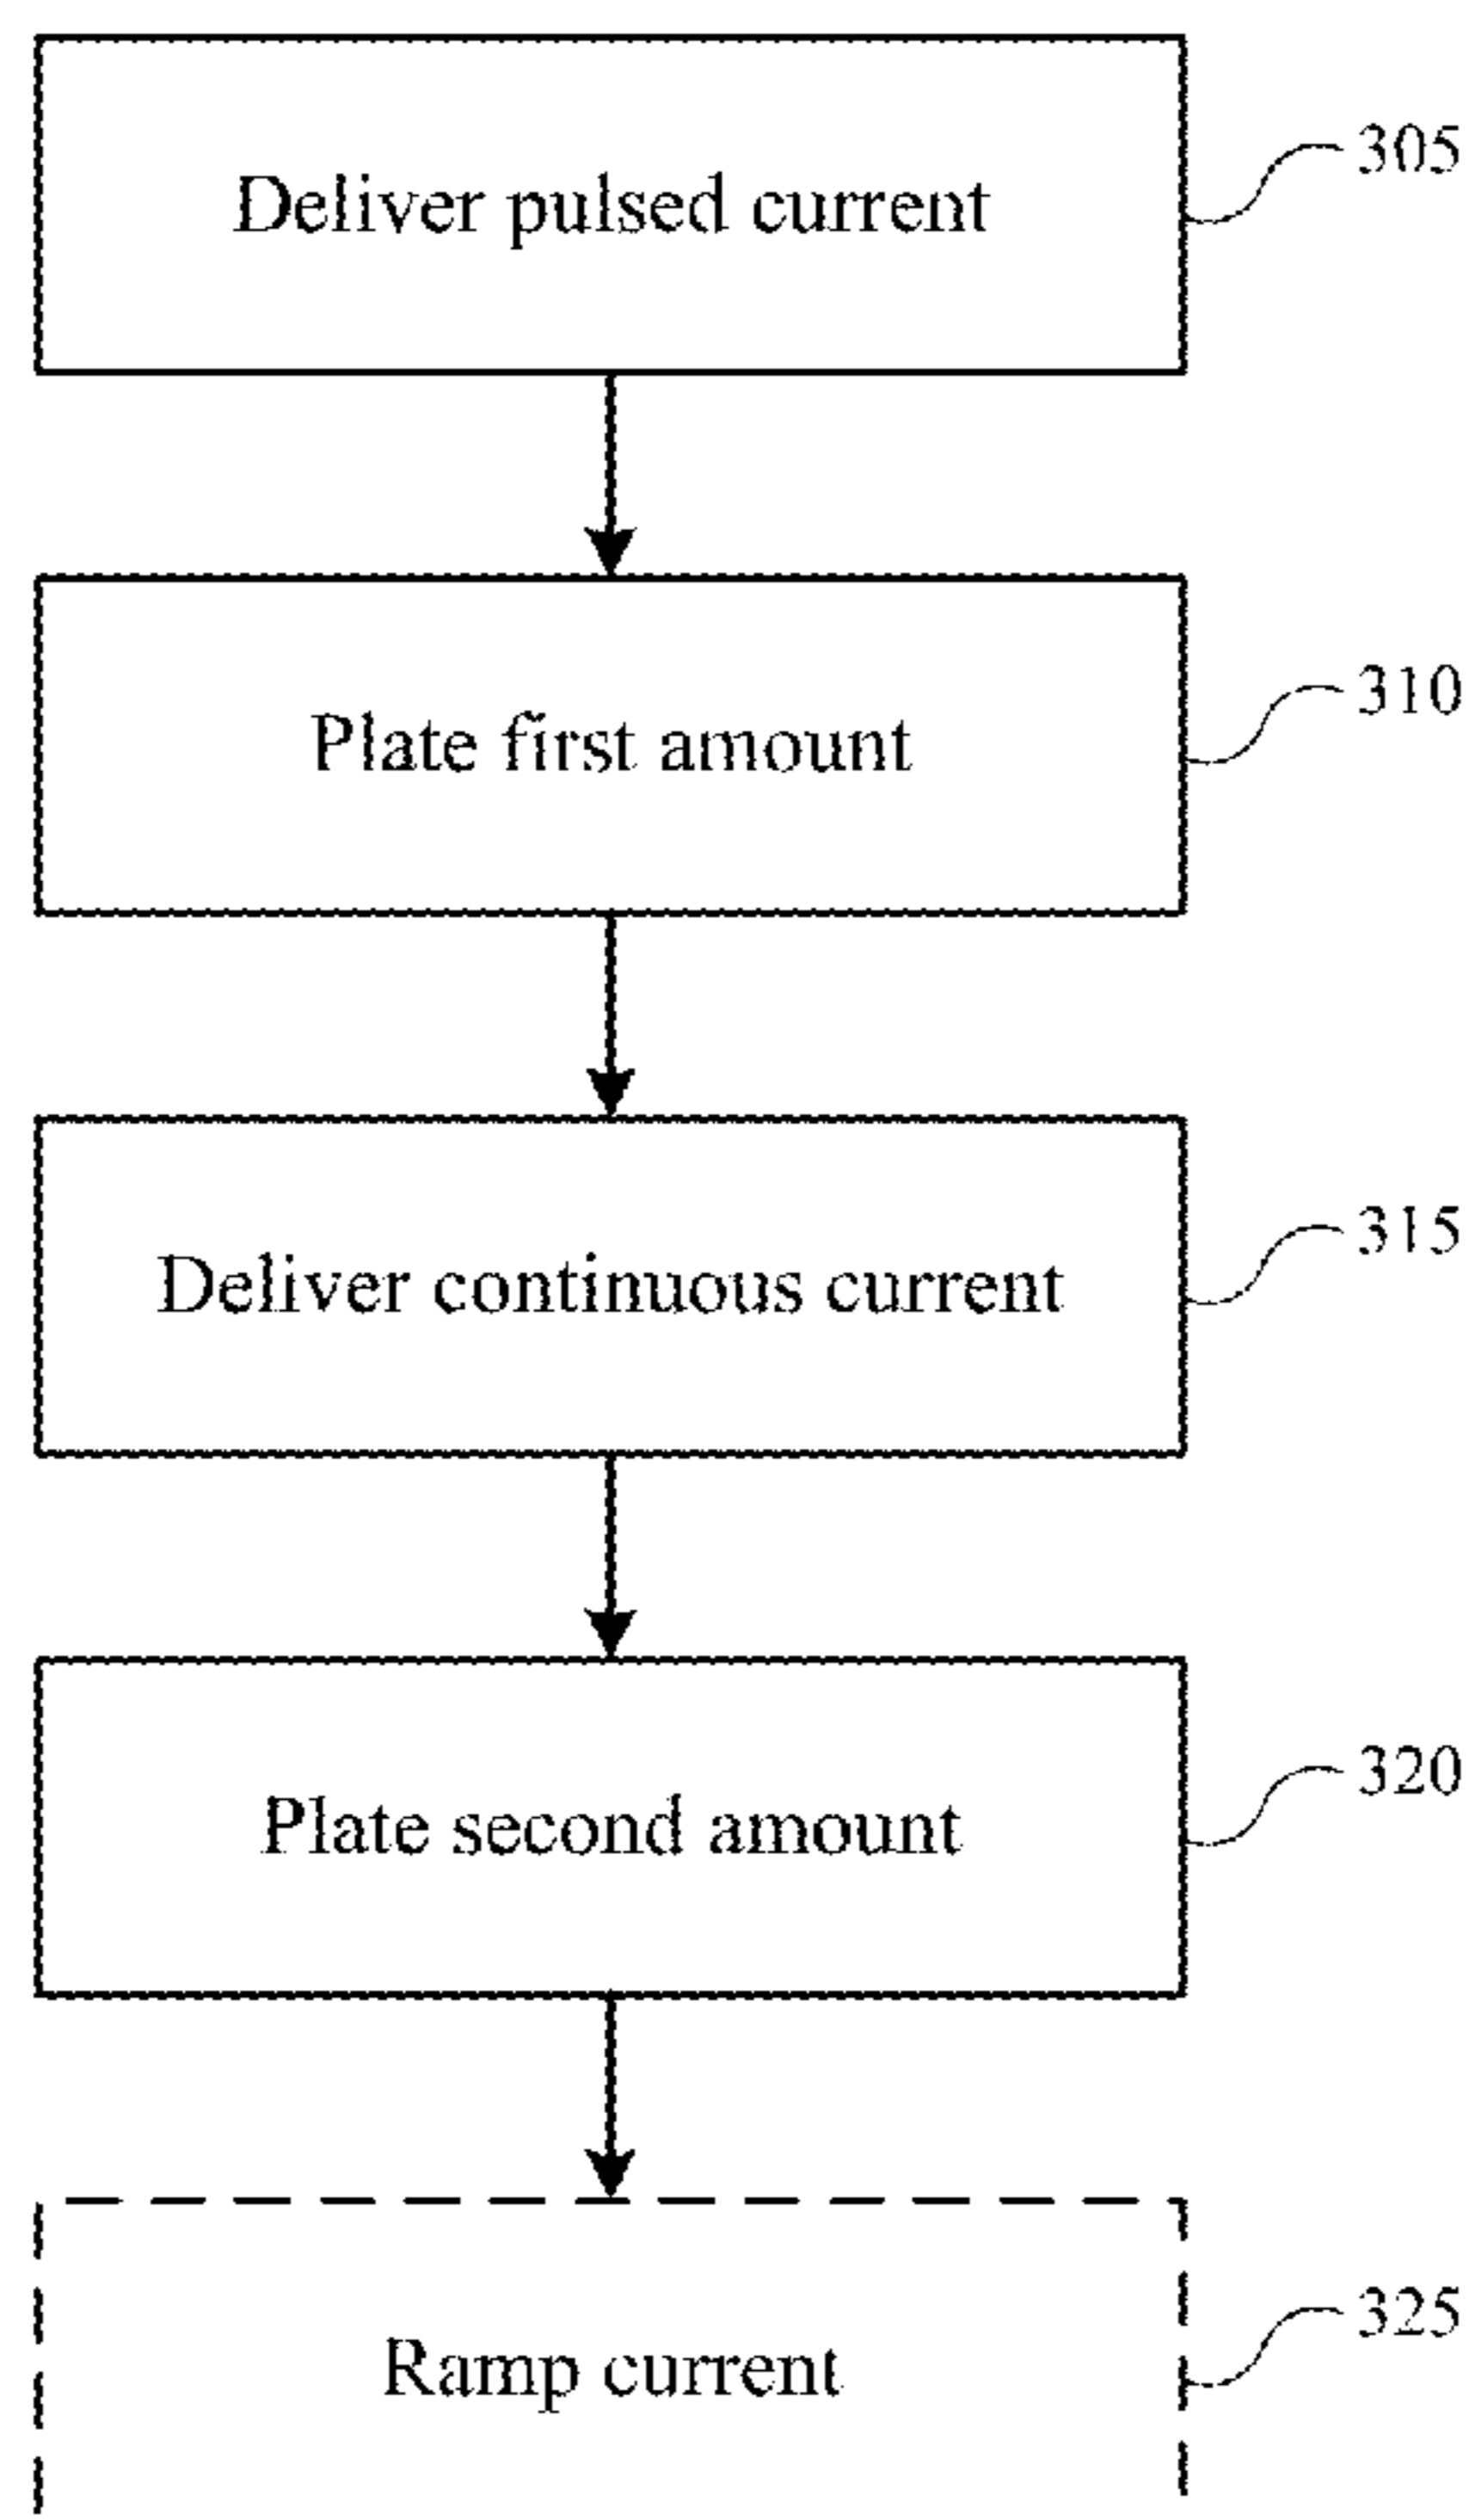 Deliver pulsed current
305
Plate first amount
310
Deliver continuous current
315
Plate second amount
320
Ramp current
325